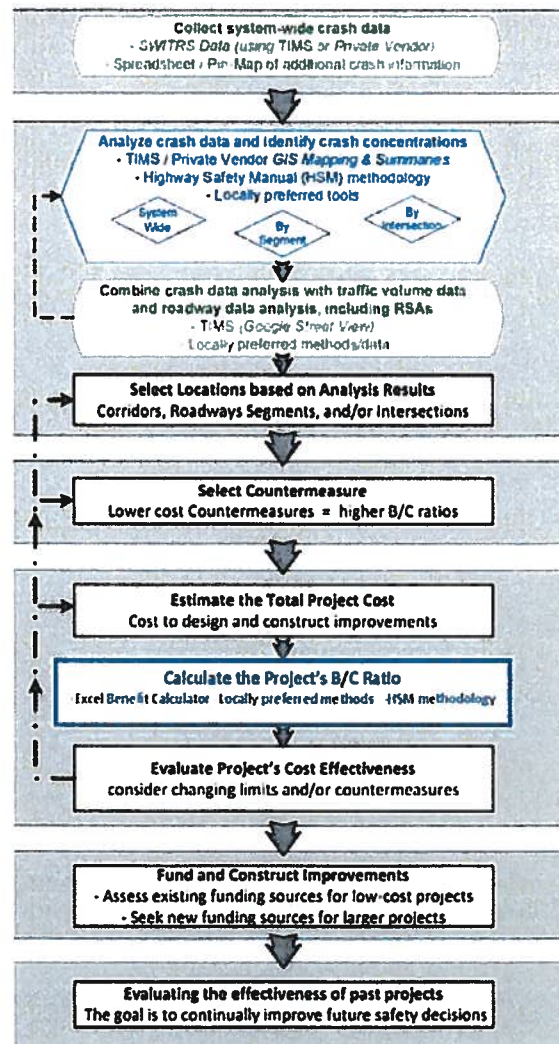 Collect system-wide crash data
- SWITRS Data (using TIMS or Private Vendor)
- Spreadsheet / Pin-Map of additional crash information
Analyze crash data and Identify crash concentrations
- TIMS / Private Vendor GIS Mapping & Summaries
- Highway Safety Manual (HSM) methodology
- Locally preferred tools
System
Wide
By
Segment
By
Intersection
Combine crash data analysis with traffic volume data
and roadway data analysis, including RSAs
- TIMS (Google Street View)
- Locally preferred methods/data
Select Locations based on Analysis Results
Corridors, Roadways Segments, and/or Intersections
Select Countermeasure
Lower cost Countermeasures = higher B/C ratios
Estimate the Total Project Cost
Cost to design and construct improvements
Calculate the Project's B/C Ratio
-Excel Benefit Calculator -Locally preferred methods -HSM methodology
Evaluate Project's Cost Effectiveness
consider changing limits and/or countermeasures
Fund and Construct Improvements
- Assess existing funding sources for low-cost projects
- Seek new funding sources for larger projects
Evaluating the effectiveness of past projects
The goal is to continually improve future safety decisions